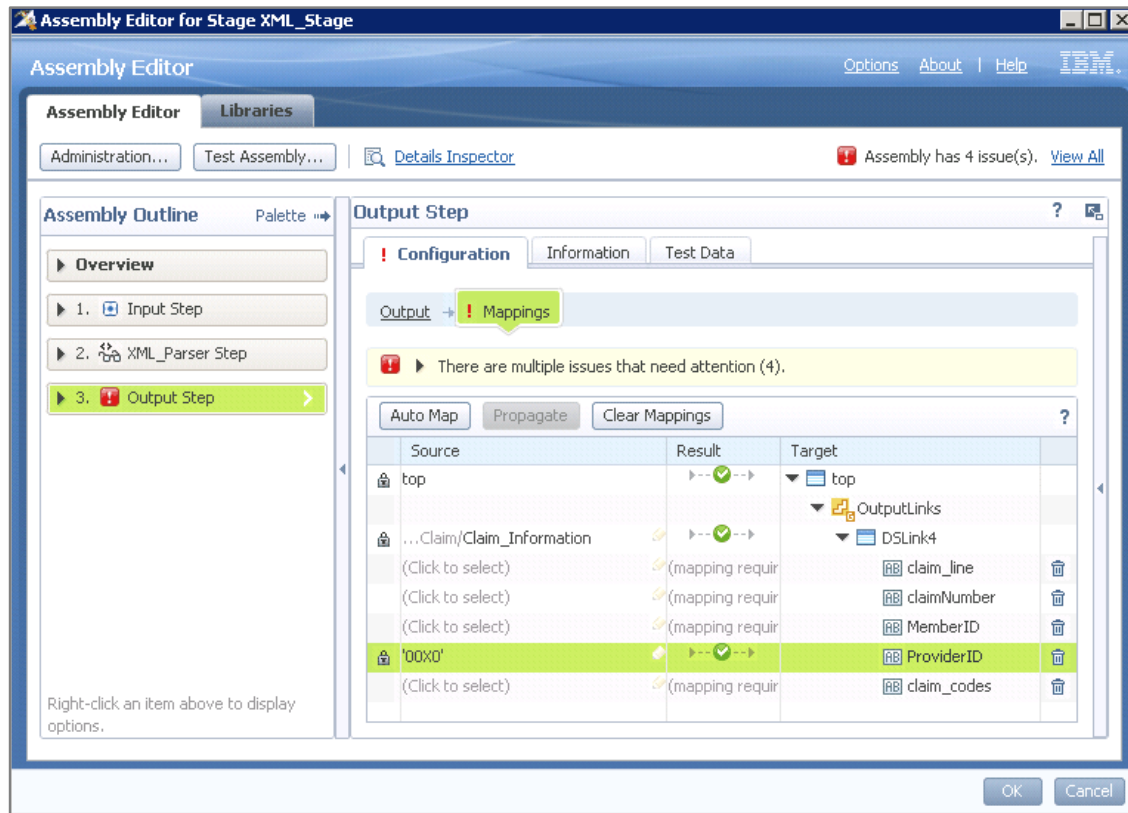 Assembly Editor for Stage XML_Stage
Assembly Editor
Options About | Help IBM.
Assembly Editor Libraries
Administration... Test Assembly... Details Inspector
Assembly has 4 issue(s). View All
Assembly Outline Palette
Overview
1. Input Step
2. XML_Parser Step
3. Output Step
Right-click an item above to display
options.
Output Step ?
! Configuration Information Test Data
Output ! Mappings
! There are multiple issues that need attention (4).
Auto Map Propagate Clear Mappings ?
Source Result Target
top top
OutputLinks
...Claim/Claim_Information DSLink4
(Click to select) (mapping requir AB claim_line
(Click to select) (mapping requir AB claimNumber
(Click to select) (mapping requir AB MemberID
'00X0' AB ProviderID
(Click to select) (mapping requir AB claim_codes
OK Cancel